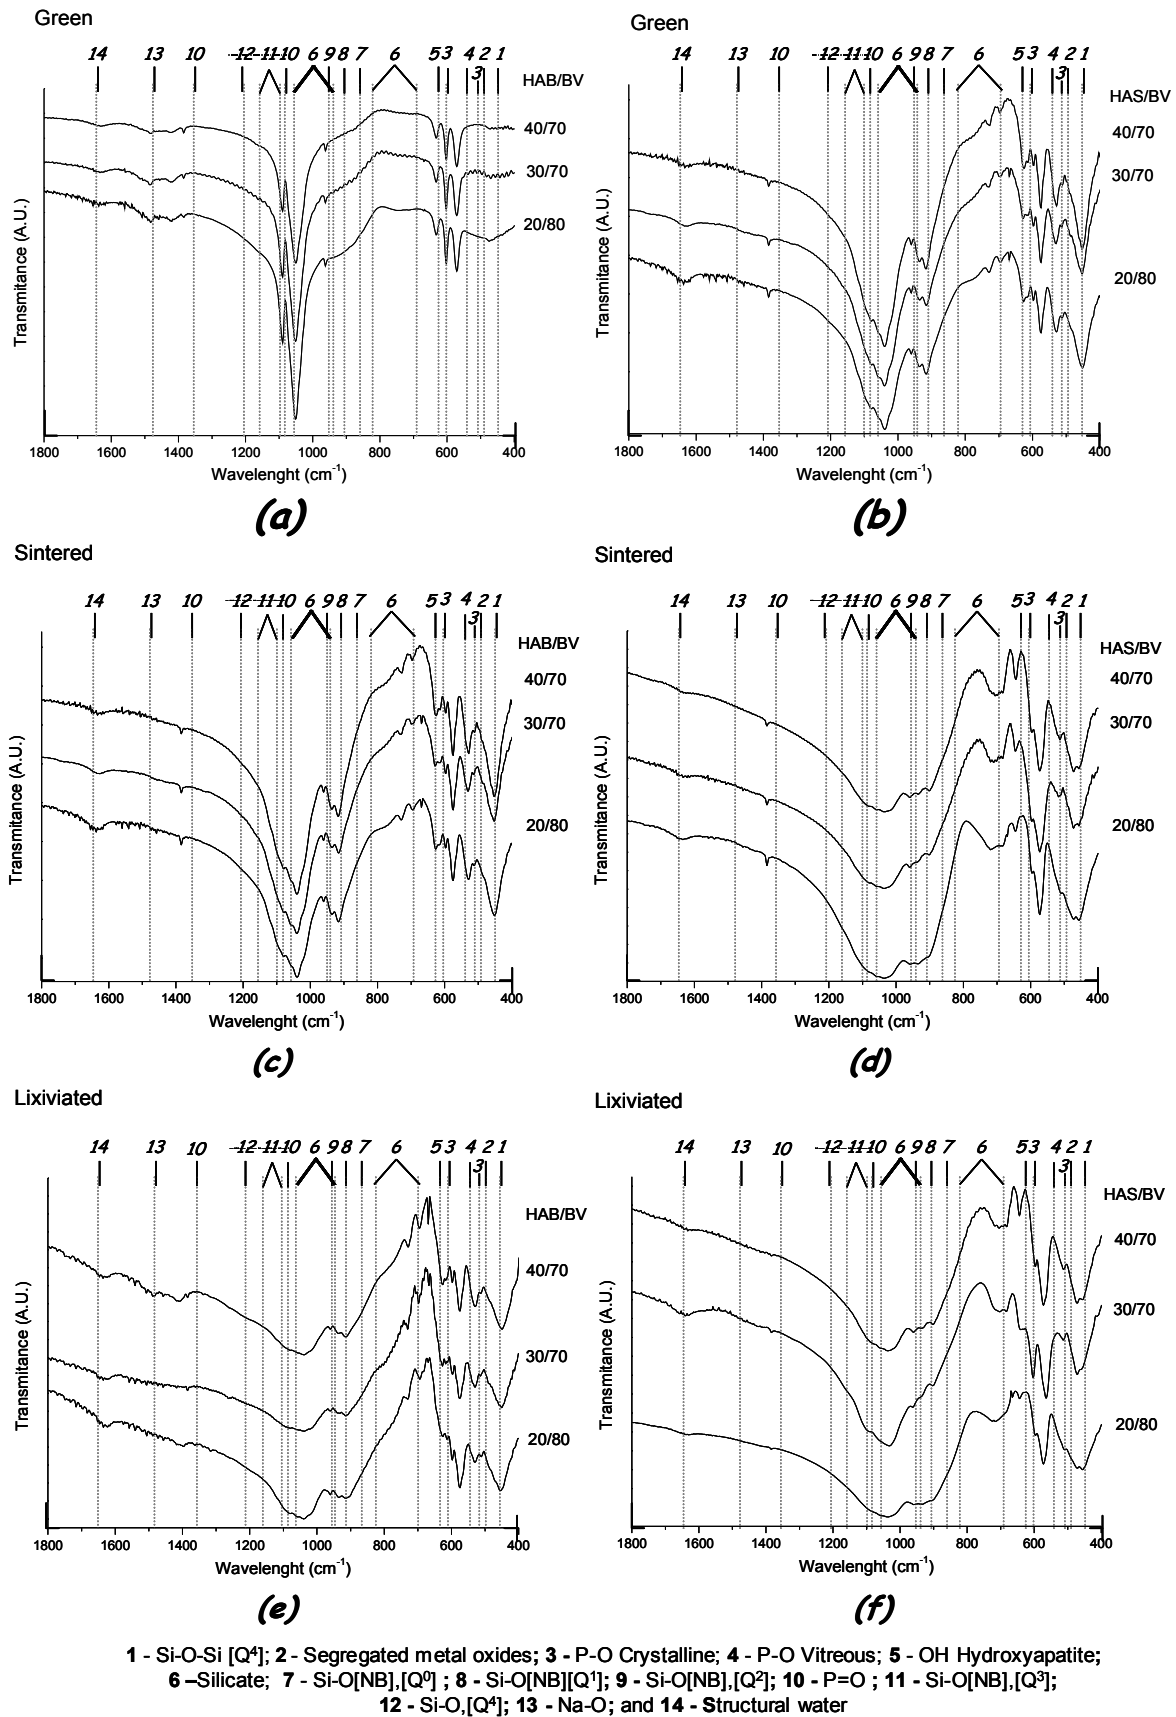 Green
14 13 10 12 11 10 6 9 8 7 6 5 3 4 3 2 1
HAB/BV
40/70
30/70
20/80
Transmitance (A.U.)
1800 1600 1400 1200 1000 800 600 400
Wavelenght (cm-1)
(a)
Green
14 13 10 12 11 10 6 9 8 7 6 5 3 4 3 2 1
HAS/BV
40/70
30/70
20/80
Transmitance (A.U.)
1800 1600 1400 1200 1000 800 600 400
Wavelenght (cm-1)
(b)
Sintered
14 13 10 12 11 10 6 9 8 7 6 5 3 4 3 2 1
HAB/BV
40/70
30/70
20/80
Transmitance (A.U.)
1800 1600 1400 1200 1000 800 600 400
Wavelenght (cm-1)
(c)
Sintered
14 13 10 12 11 10 6 9 8 7 6 5 3 4 3 2 1
HAS/BV
40/70
30/70
20/80
Transmitance (A.U.)
1800 1600 1400 1200 1000 800 600 400
Wavelenght (cm-1)
(d)
Lixiviated
14 13 10 12 11 10 6 9 8 7 6 5 3 4 3 2 1
HAB/BV
40/70
30/70
20/80
Transmitance (A.U.)
1800 1600 1400 1200 1000 800 600 400
Wavelenght (cm-1)
(e)
Lixiviated
14 13 10 12 11 10 6 9 8 7 6 5 3 4 3 2 1
HAS/BV
40/70
30/70
20/80
Transmitance (A.U.)
1800 1600 1400 1200 1000 800 600 400
Wavelenght (cm-1)
(f)
1 - Si-O-Si [Q4]; 2 - Segregated metal oxides; 3 - P-O Crystalline; 4 - P-O Vitreous; 5 - OH Hydroxyapatite;
6 –Silicate; 7 - Si-O[NB],[Q0] ; 8 - Si-O[NB][Q1]; 9 - Si-O[NB],[Q2]; 10 - P=O ; 11 - Si-O[NB],[Q3];
12 - Si-O,[Q4]; 13 - Na-O; and 14 - Structural water